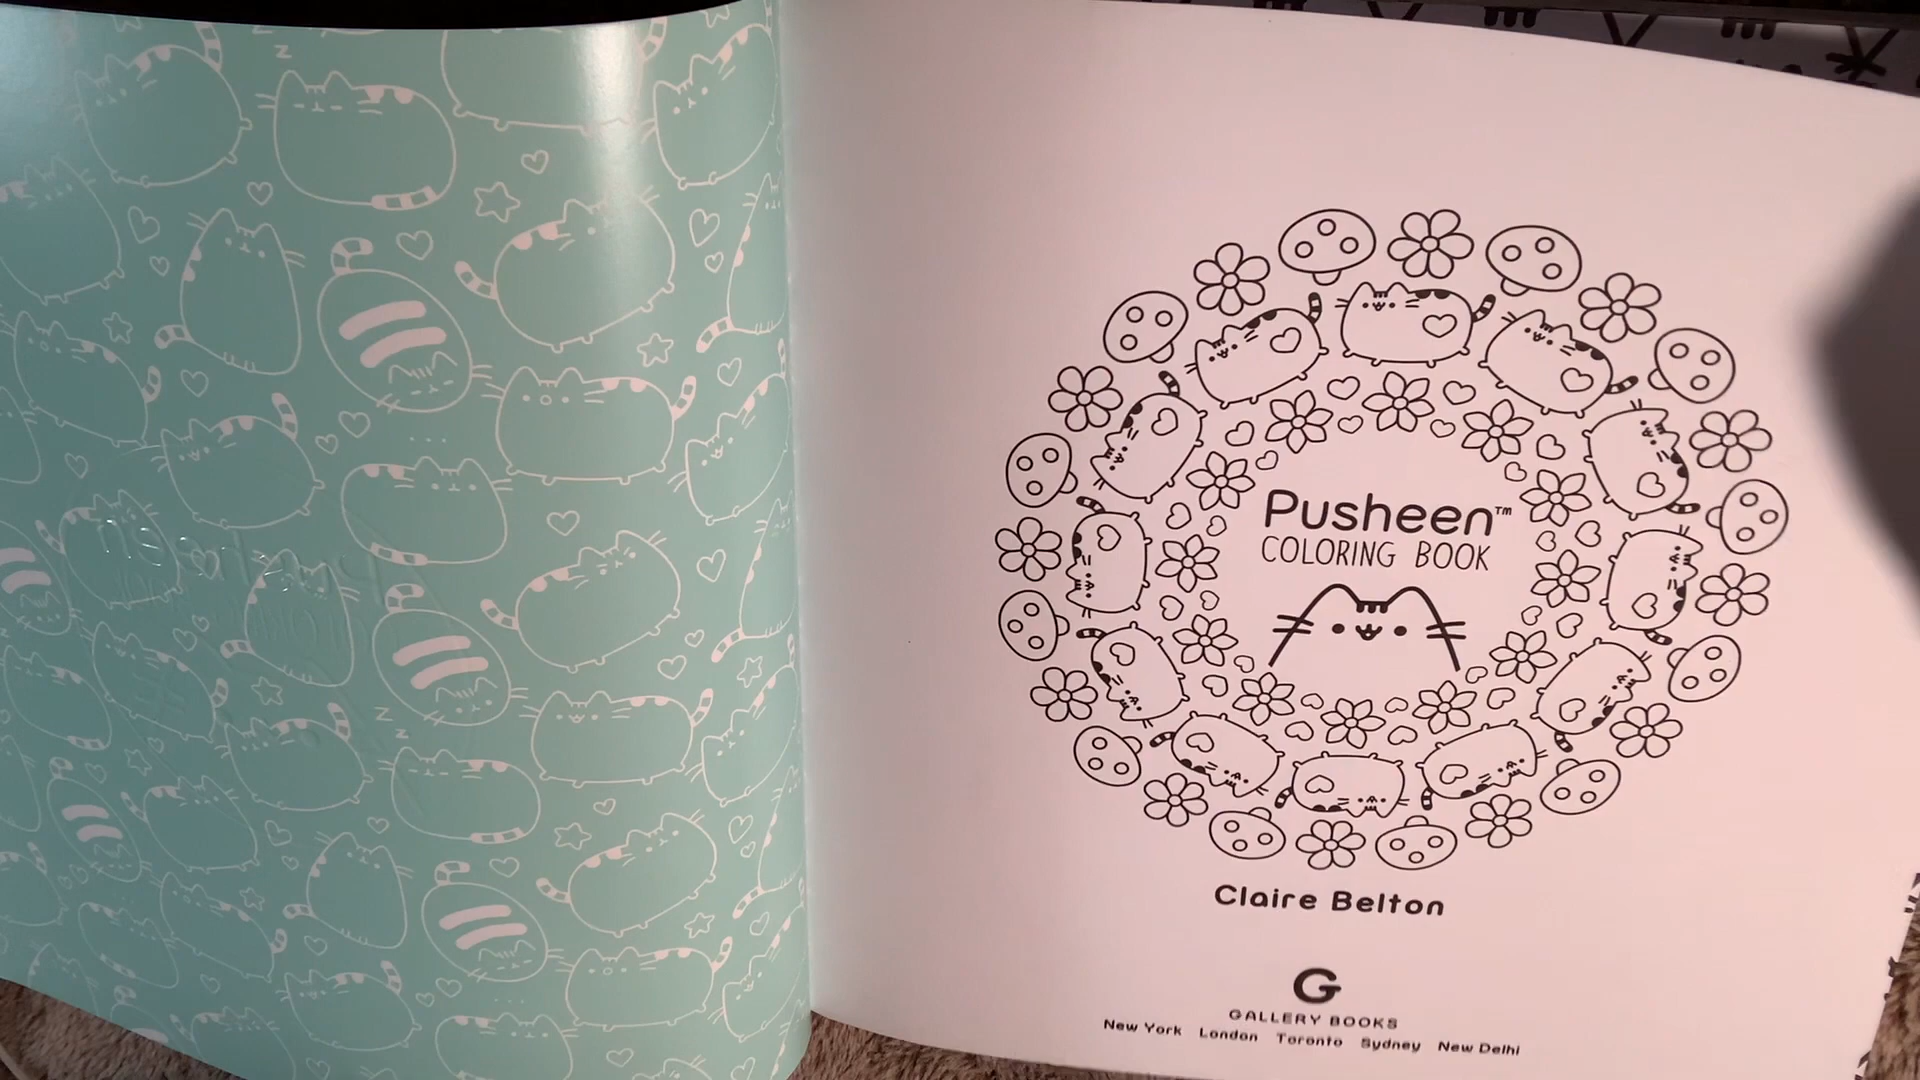 z
z
Pusheen™
COLORING BOOK
Claire Belton
G
GALLERY BOOKS
New York London Toronto Sydney New Delhi
z
z